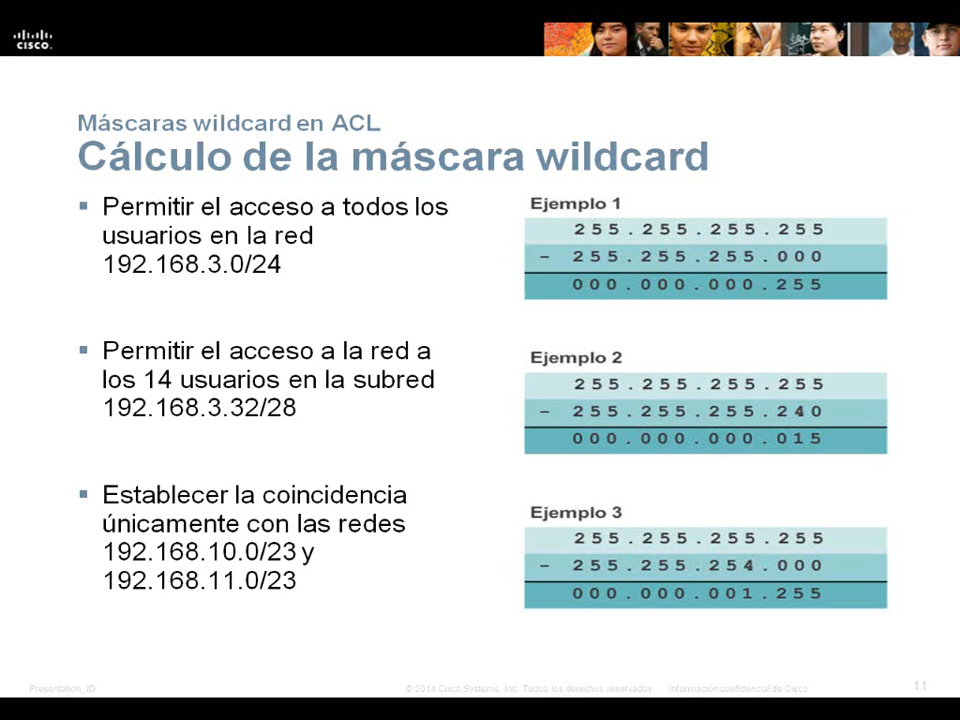 CISCO.
Máscaras wildcard en ACL
Cálculo de la máscara wildcard
▪ Permitir el acceso a todos los
usuarios en la red
192.168.3.0/24
Ejemplo 1
255.255.255.255
- 255.255.255.000
000.000.000.255
▪ Permitir el acceso a la red a
los 14 usuarios en la subred
192.168.3.32/28
Ejemplo 2
255.255.255.255
- 255.255.255.240
000.000.000.015
▪ Establecer la coincidencia
únicamente con las redes
192.168.10.0/23 y
192.168.11.0/23
Ejemplo 3
255.255.255.255
- 255.255.254.000
000.000.001.255
Presentation_ID
© 2014 Cisco Systems, Inc. Todos los derechos reservados.
Información confidencial de Cisco
11